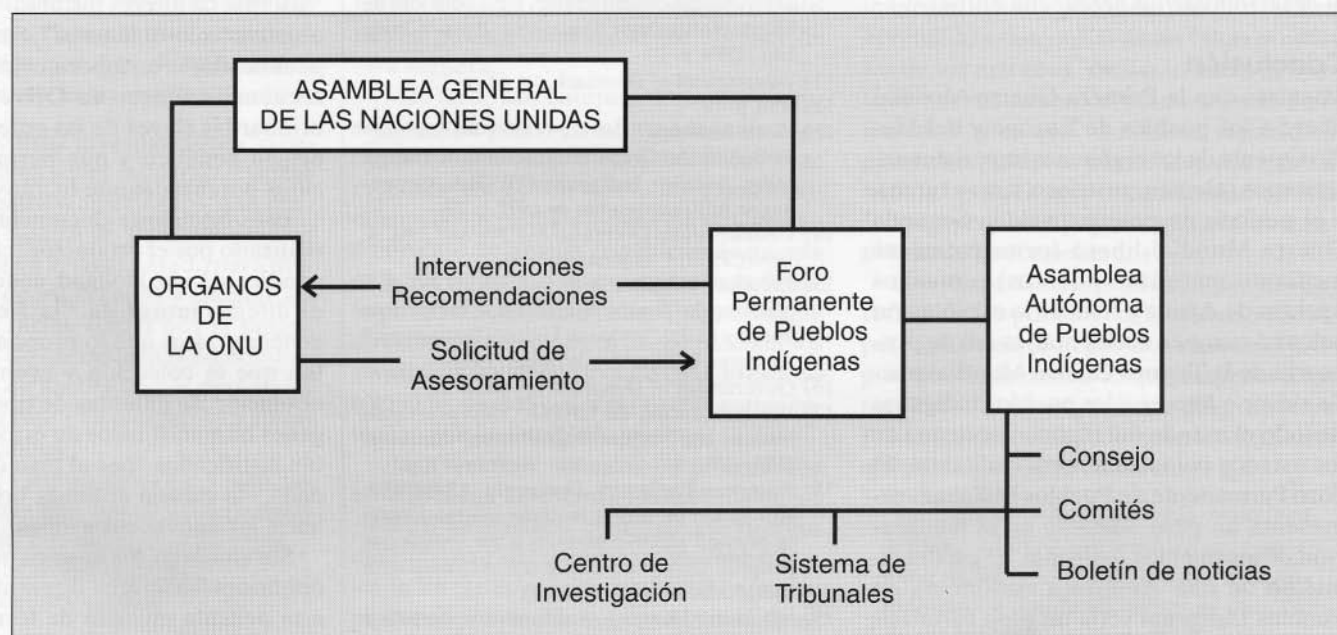 ASAMBLEA GENERAL
DE LAS NACIONES UNIDAS
ORGANOS
DE
LA ONU
Intervenciones
Recomendaciones
Solicitud de
Asesoramiento
Foro
Permanente
de Pueblos
Indígenas
Asamblea
Autónoma
de Pueblos
Indígenas
Consejo
Comités
Boletín de noticias
Centro de
Investigación
Sistema de
Tribunales